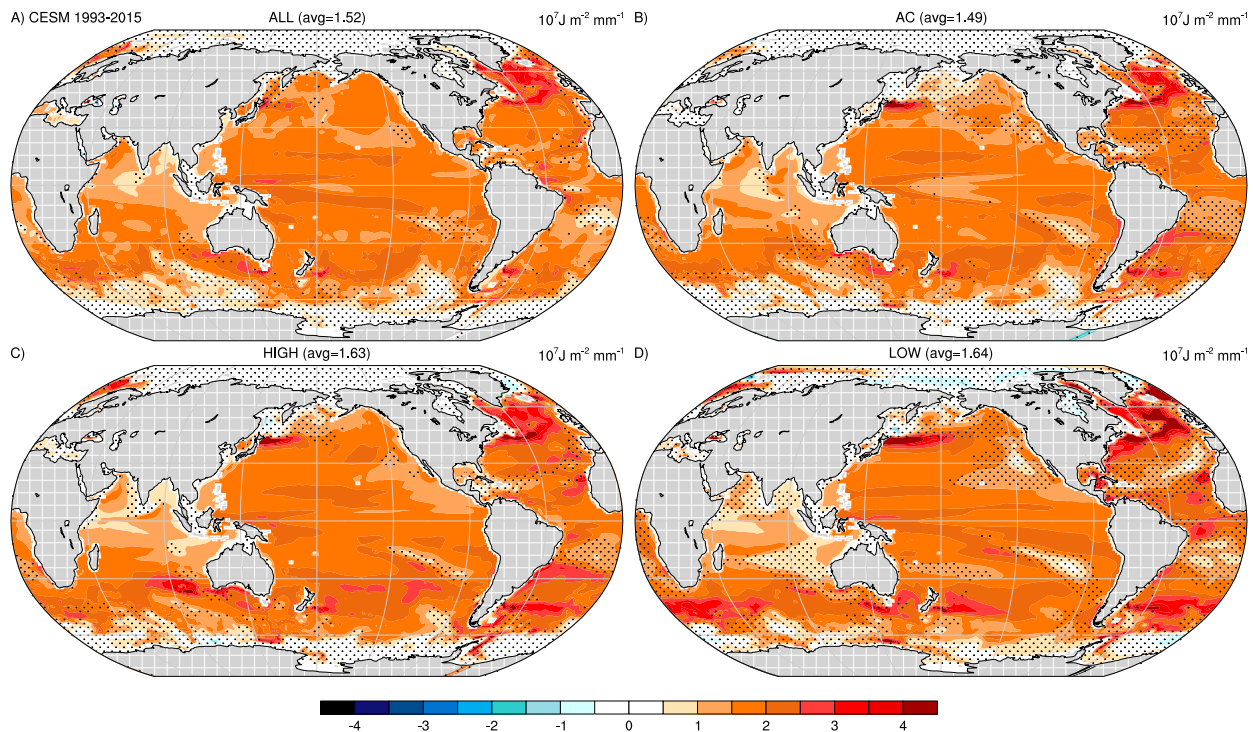 A) CESM 1993-2015 ALL (avg=1.52) 10⁷J m⁻² mm⁻¹
B) AC (avg=1.49) 10⁷J m⁻² mm⁻¹
C) HIGH (avg=1.63) 10⁷J m⁻² mm⁻¹
D) LOW (avg=1.64) 10⁷J m⁻² mm⁻¹
-4 -3 -2 -1 0 1 2 3 4